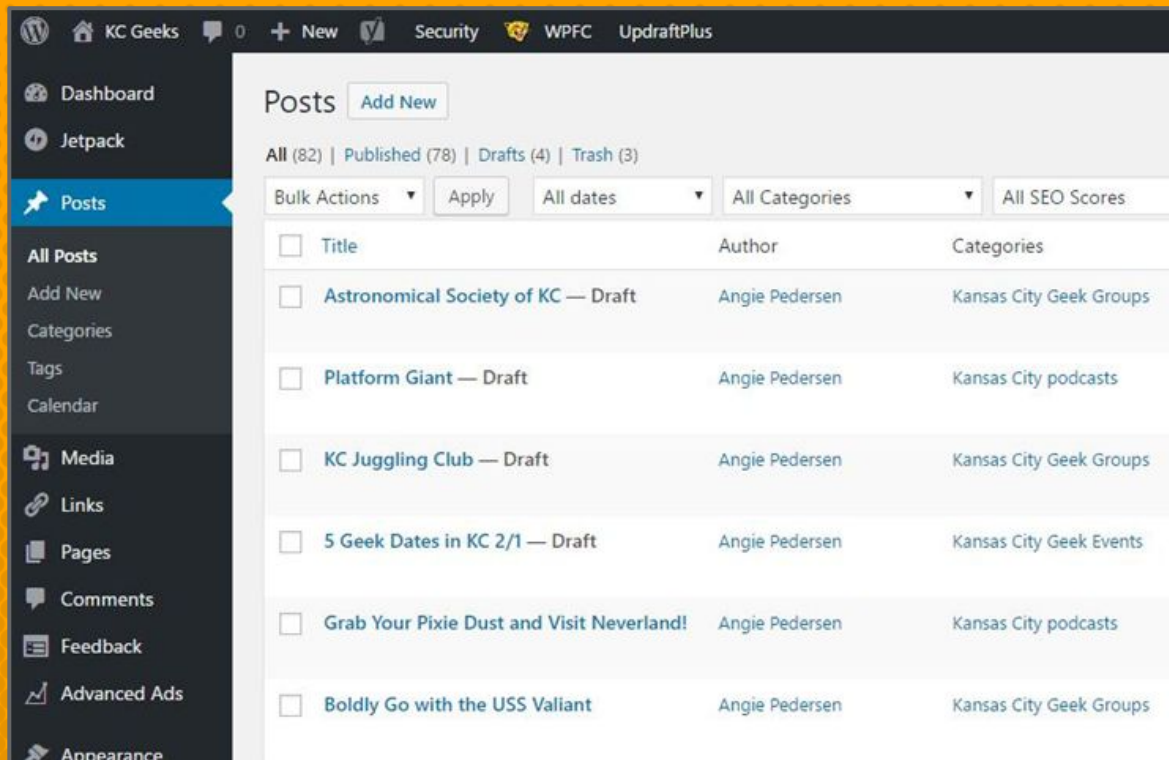 KC Geeks 0 + New Security WPFC UpdraftPlus
Dashboard
Jetpack
Posts
All Posts
Add New
Categories
Tags
Calendar
Media
Links
Pages
Comments
Feedback
Advanced Ads
Appearance
Posts Add New
All (82) | Published (78) | Drafts (4) | Trash (3)
Bulk Actions Apply All dates All Categories All SEO Scores
Title Author Categories
Astronomical Society of KC — Draft Angie Pedersen Kansas City Geek Groups
Platform Giant — Draft Angie Pedersen Kansas City podcasts
KC Juggling Club — Draft Angie Pedersen Kansas City Geek Groups
5 Geek Dates in KC 2/1 — Draft Angie Pedersen Kansas City Geek Events
Grab Your Pixie Dust and Visit Neverland! Angie Pedersen Kansas City podcasts
Boldly Go with the USS Valiant Angie Pedersen Kansas City Geek Groups